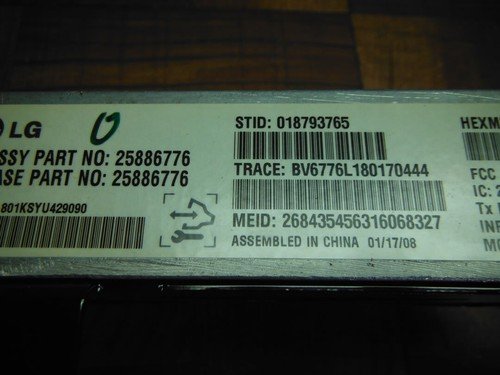 LG O
SSY PART NO: 25886776
ASE PART NO: 25886776
801KSYU429090
STID: 018793765
TRACE: BV6776L180170444
MEID: 268435456316068327
ASSEMBLED IN CHINA 01/17/08
HEXM
FCC
IC:
Tx
INP